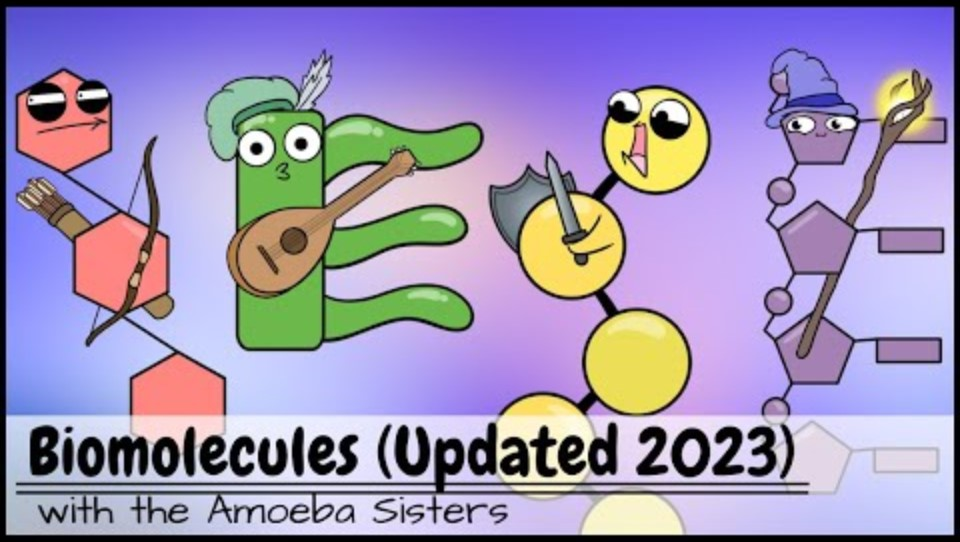 Biomolecules (Updated 2023)
with the Amoeba Sisters